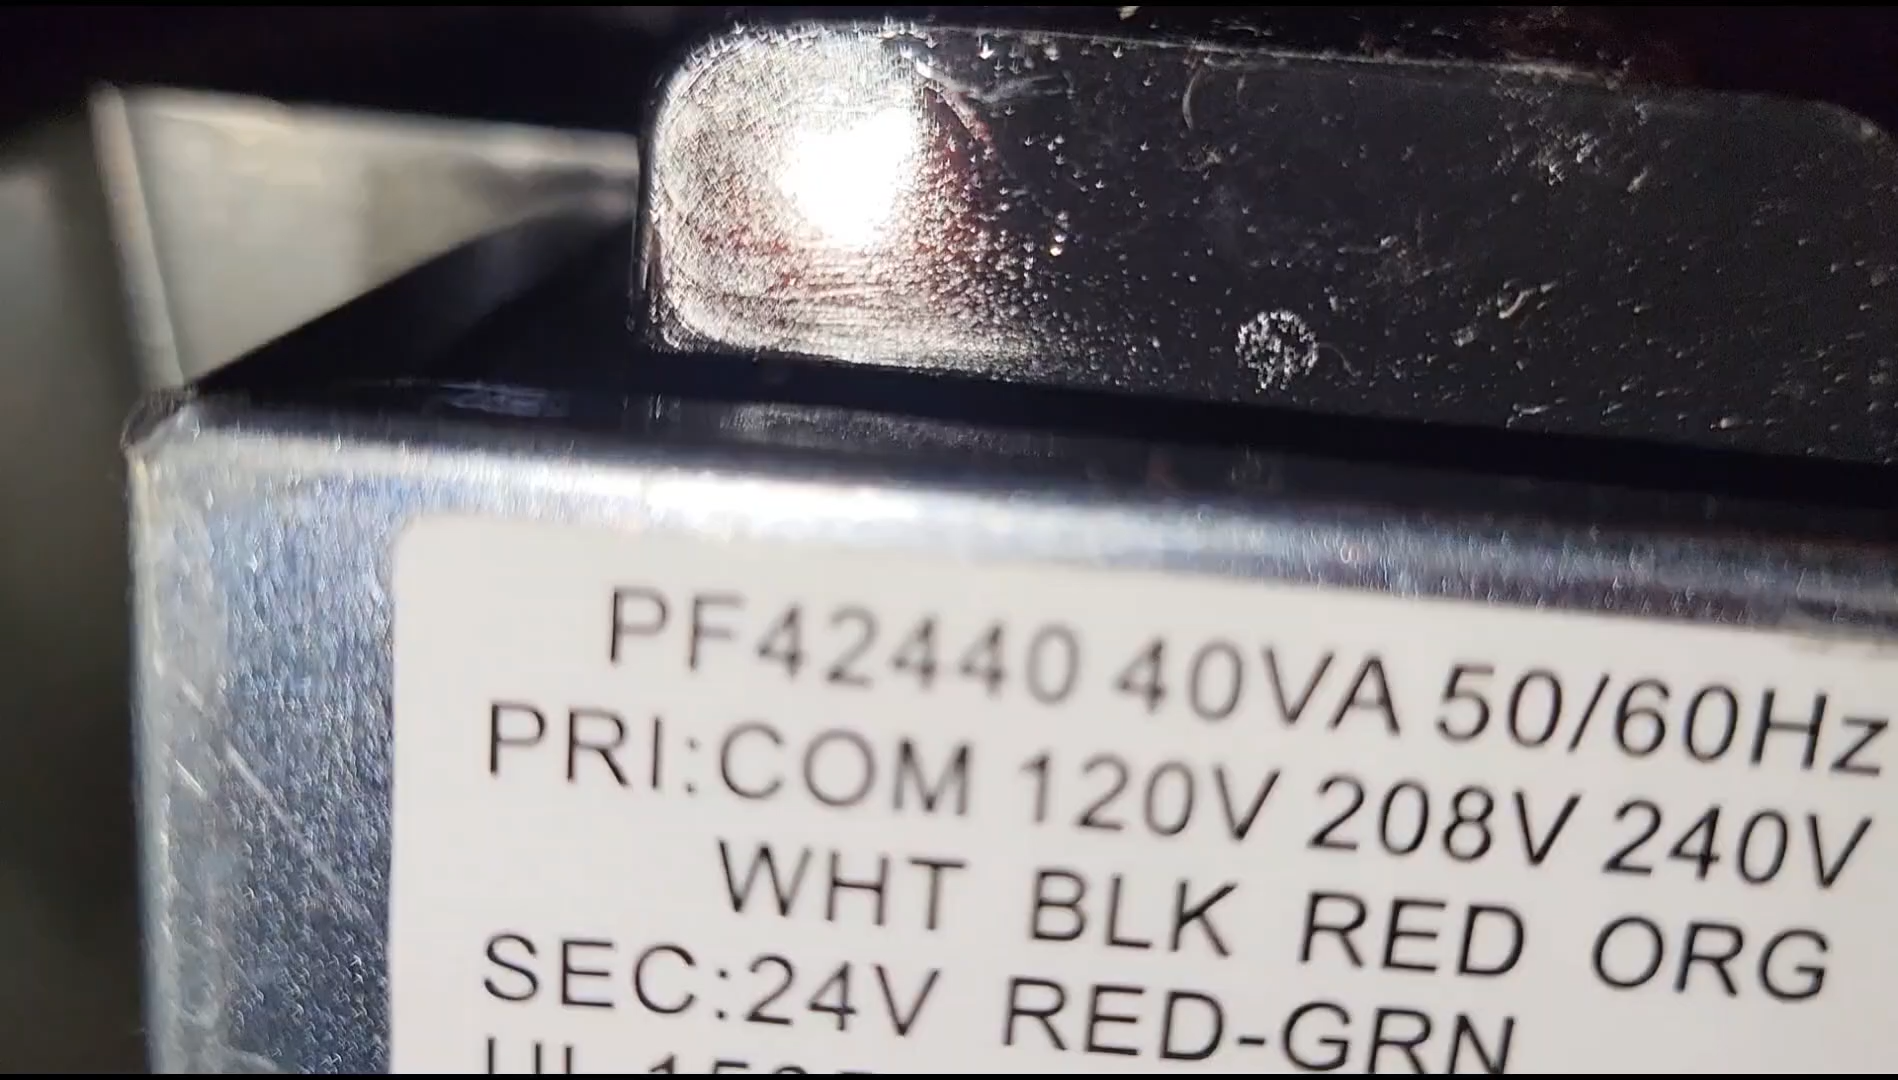 PF42440 40VA 50/60Hz
PRI:COM 120V 208V 240V
WHT BLK RED ORG
SEC:24V RED-GRN